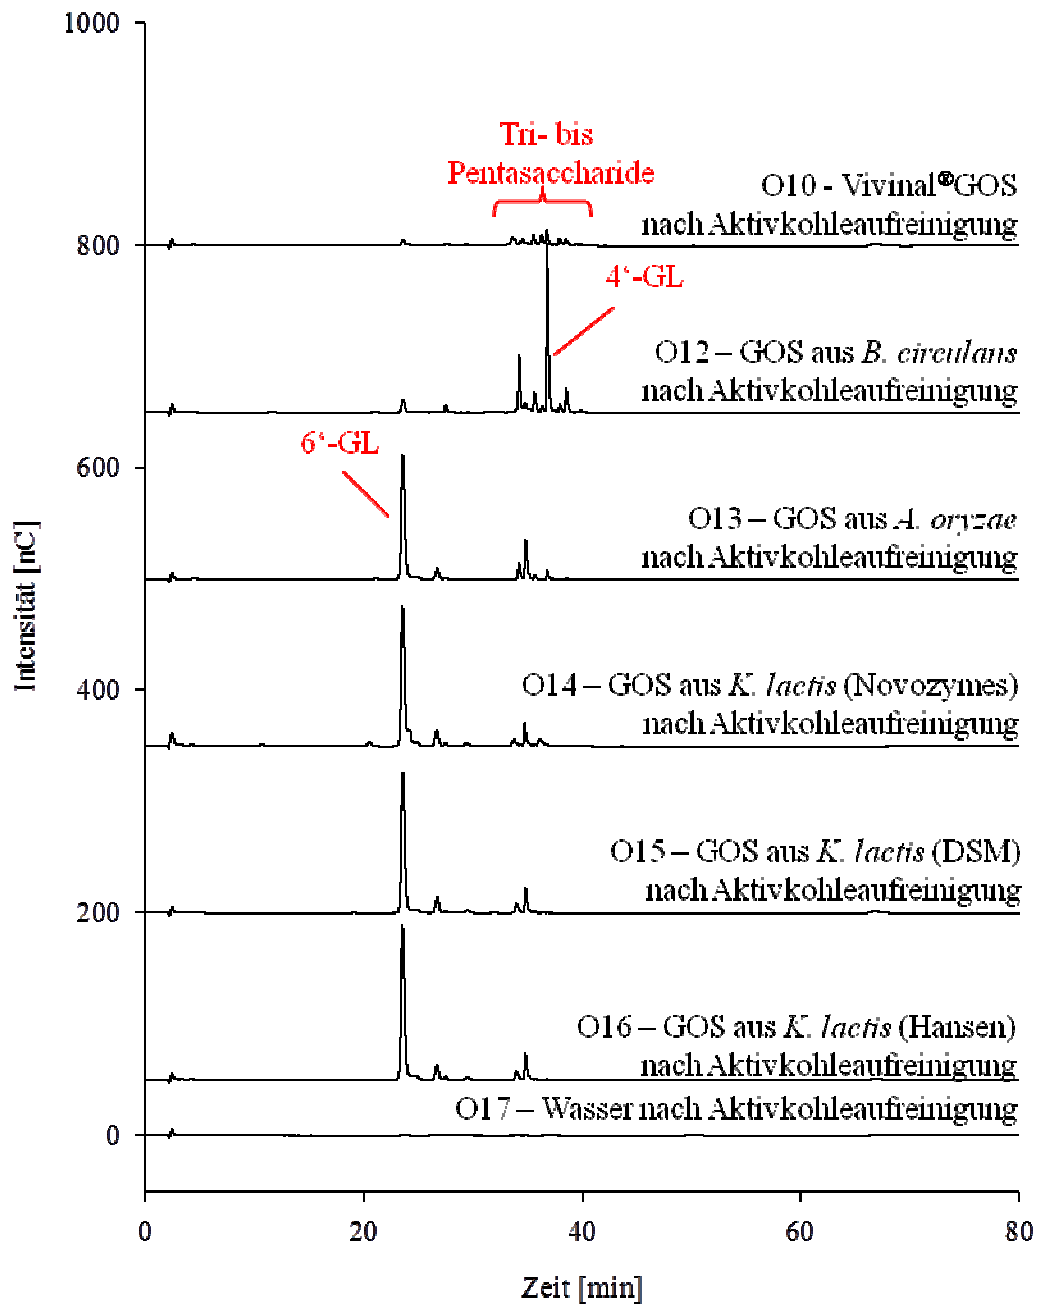 1000
Tri- bis
Pentasaccharide
O10 - Vivinal®GOS
nach Aktivkohleaufreinigung
800
4‘-GL
O12 – GOS aus B. circulans
nach Aktivkohleaufreinigung
6‘-GL
600
O13 – GOS aus A. oryzae
nach Aktivkohleaufreinigung
Intensität [nC]
400
O14 – GOS aus K. lactis (Novozymes)
nach Aktivkohleaufreinigung
O15 – GOS aus K. lactis (DSM)
nach Aktivkohleaufreinigung
200
O16 – GOS aus K. lactis (Hansen)
nach Aktivkohleaufreinigung
O17 – Wasser nach Aktivkohleaufreinigung
0
0 20 40 60 80
Zeit [min]